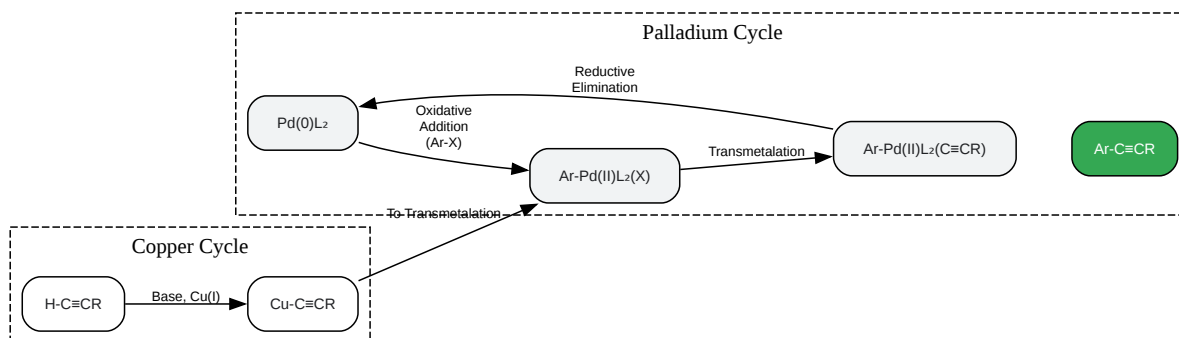 Palladium Cycle
Reductive
Elimination
Pd(0)L₂
Oxidative
Addition
(Ar-X)
Ar-Pd(II)L₂(X)
Transmetalation
Ar-Pd(II)L₂(C≡CR)
Ar-C≡CR
To Transmetalation
Copper Cycle
H-C≡CR
Base, Cu(I)
Cu-C≡CR